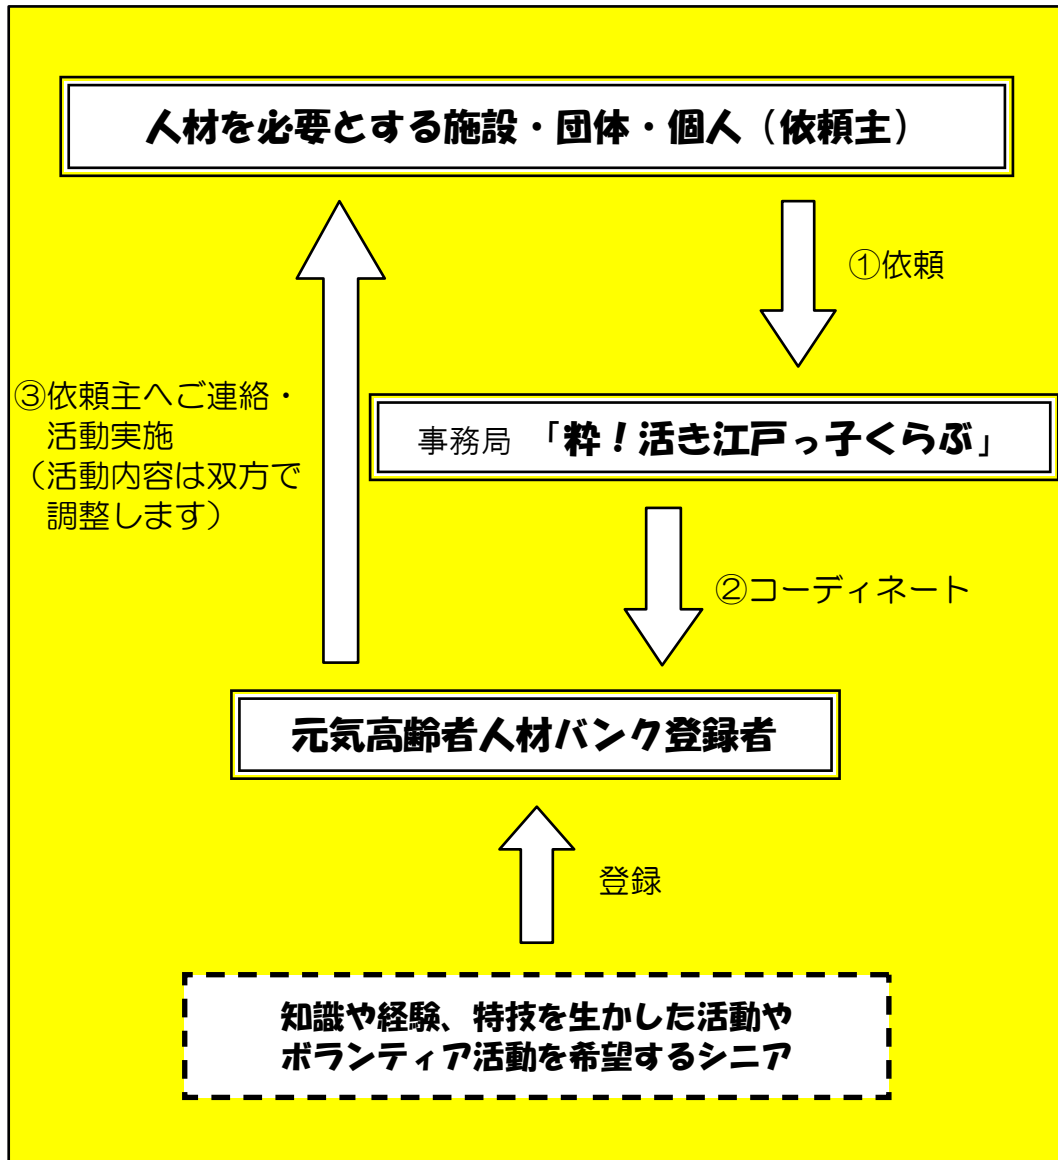 人材を必要とする施設・団体・個人（依頼主）
①依頼
③依頼主へご連絡・
活動実施
（活動内容は双方で
調整します）
事務局 「粋！活き江戸っ子くらぶ」
②コーディネート
元気高齢者人材バンク登録者
登録
知識や経験、特技を生かした活動や
ボランティア活動を希望するシニア